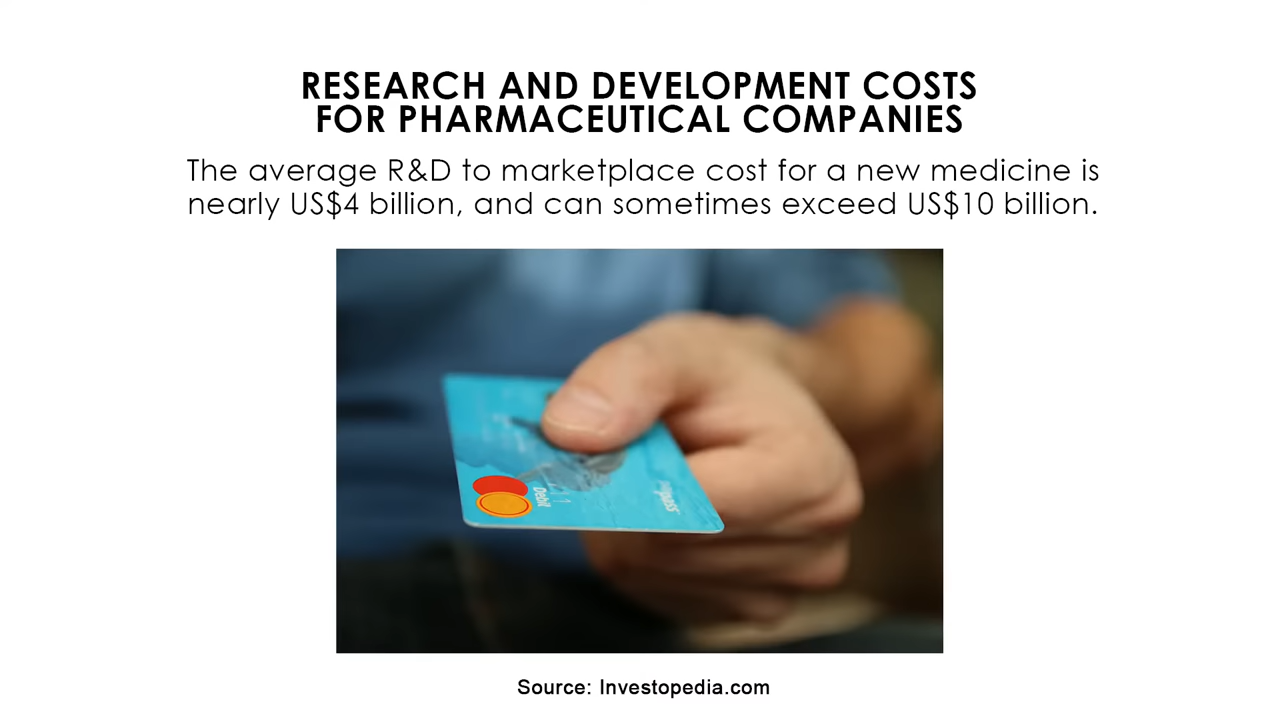 RESEARCH AND DEVELOPMENT COSTS
FOR PHARMACEUTICAL COMPANIES
The average R&D to marketplace cost for a new medicine is
nearly US$4 billion, and can sometimes exceed US$10 billion.
Debit
Source: Investopedia.com